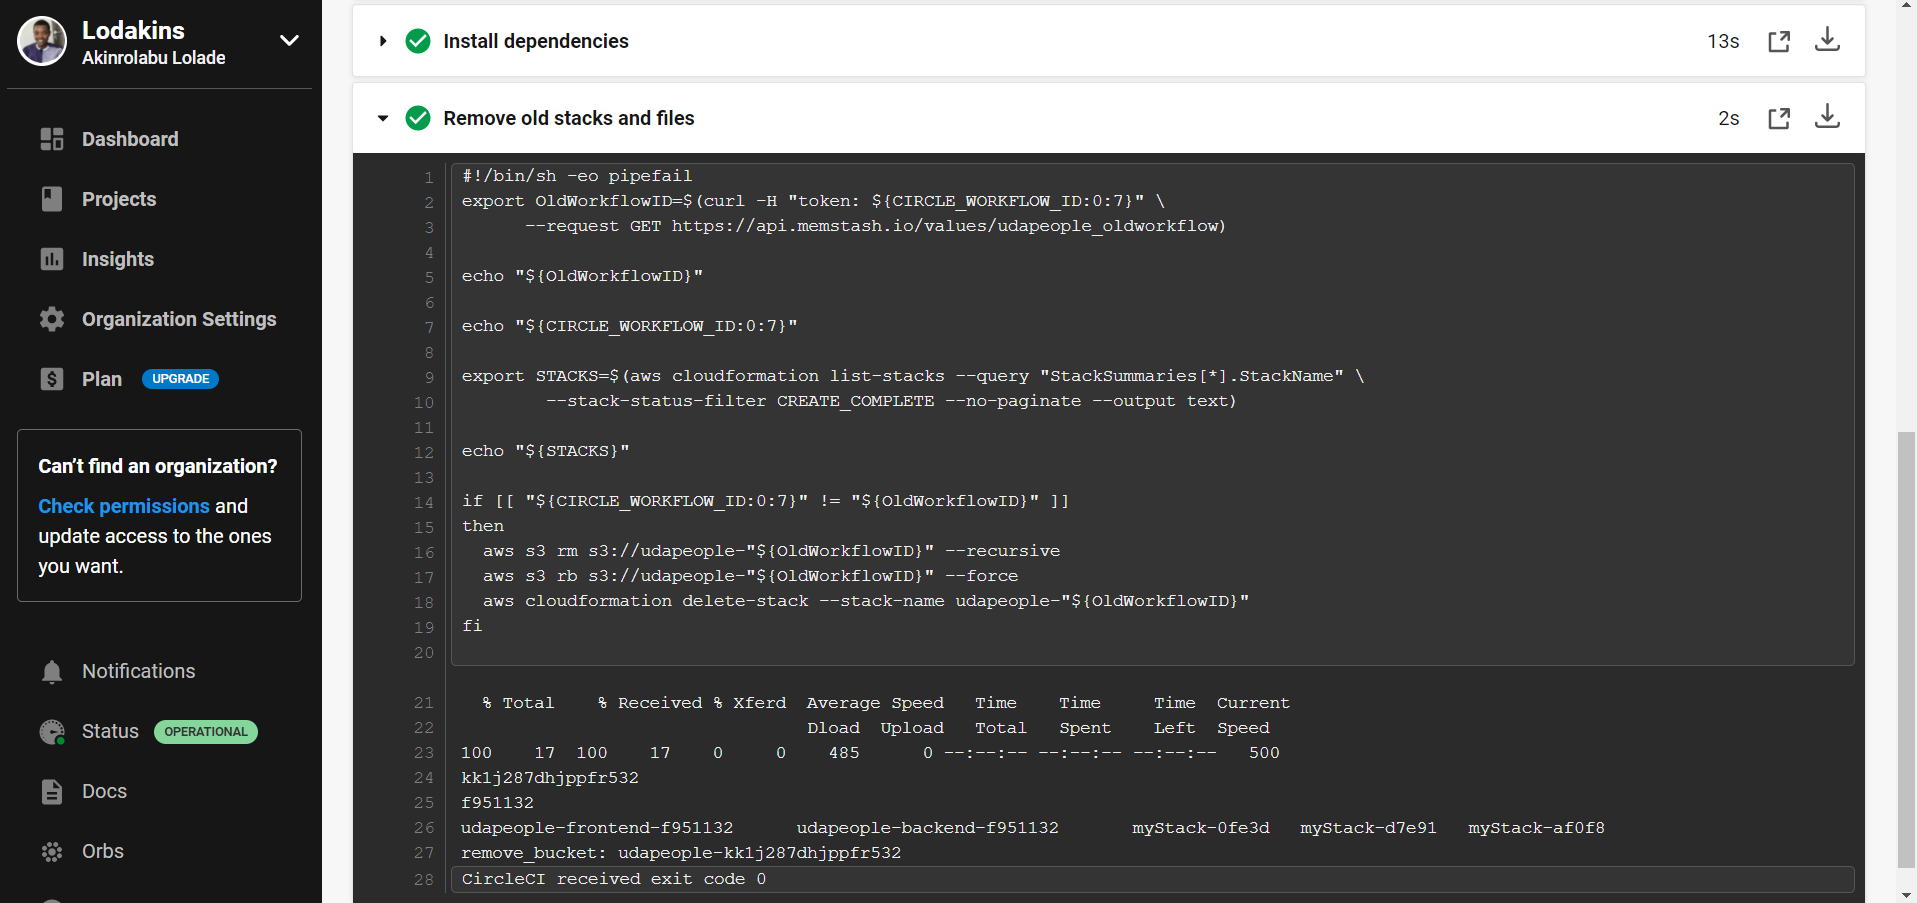 Lodakins
Akinrolabu Lolade
Dashboard
Projects
Insights
Organization Settings
Plan UPGRADE
Can't find an organization?
Check permissions and
update access to the ones
you want.
Notifications
Status OPERATIONAL
Docs
Orbs
Install dependencies 13s
Remove old stacks and files 2s
1 #!/bin/sh -eo pipefail
2 export OldWorkflowID=$(curl -H "token: ${CIRCLE_WORKFLOW_ID:0:7}" \
3 --request GET https://api.memstash.io/values/udapeople_oldworkflow)
4
5 echo "${OldWorkflowID}"
6
7 echo "${CIRCLE_WORKFLOW_ID:0:7}"
8
9 export STACKS=$(aws cloudformation list-stacks --query "StackSummaries[*].StackName" \
10 --stack-status-filter CREATE_COMPLETE --no-paginate --output text)
11
12 echo "${STACKS}"
13
14 if [[ "${CIRCLE_WORKFLOW_ID:0:7}" != "${OldWorkflowID}" ]]
15 then
16 aws s3 rm s3://udapeople-"${OldWorkflowID}" --recursive
17 aws s3 rb s3://udapeople-"${OldWorkflowID}" --force
18 aws cloudformation delete-stack --stack-name udapeople-"${OldWorkflowID}"
19 fi
20
21 % Total % Received % Xferd Average Speed Time Time Time Current
22 Dload Upload Total Spent Left Speed
23 100 17 100 17 0 0 485 0 --:--:-- --:--:-- --:--:-- 500
24 kk1j287dhjppfr532
25 f951132
26 udapeople-frontend-f951132 udapeople-backend-f951132 myStack-0fe3d myStack-d7e91 myStack-af0f8
27 remove_bucket: udapeople-kk1j287dhjppfr532
28 CircleCI received exit code 0